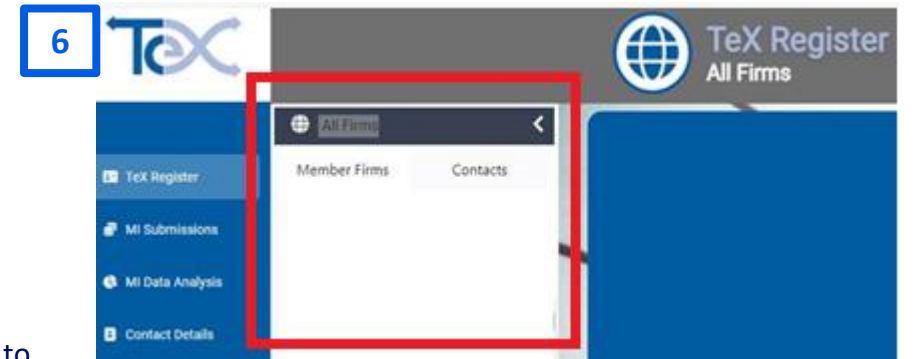 6
TeX
TeX Register
All Firms
All Firms
Member Firms Contacts
TeX Register
MI Submissions
MI Data Analysis
Contact Details
to